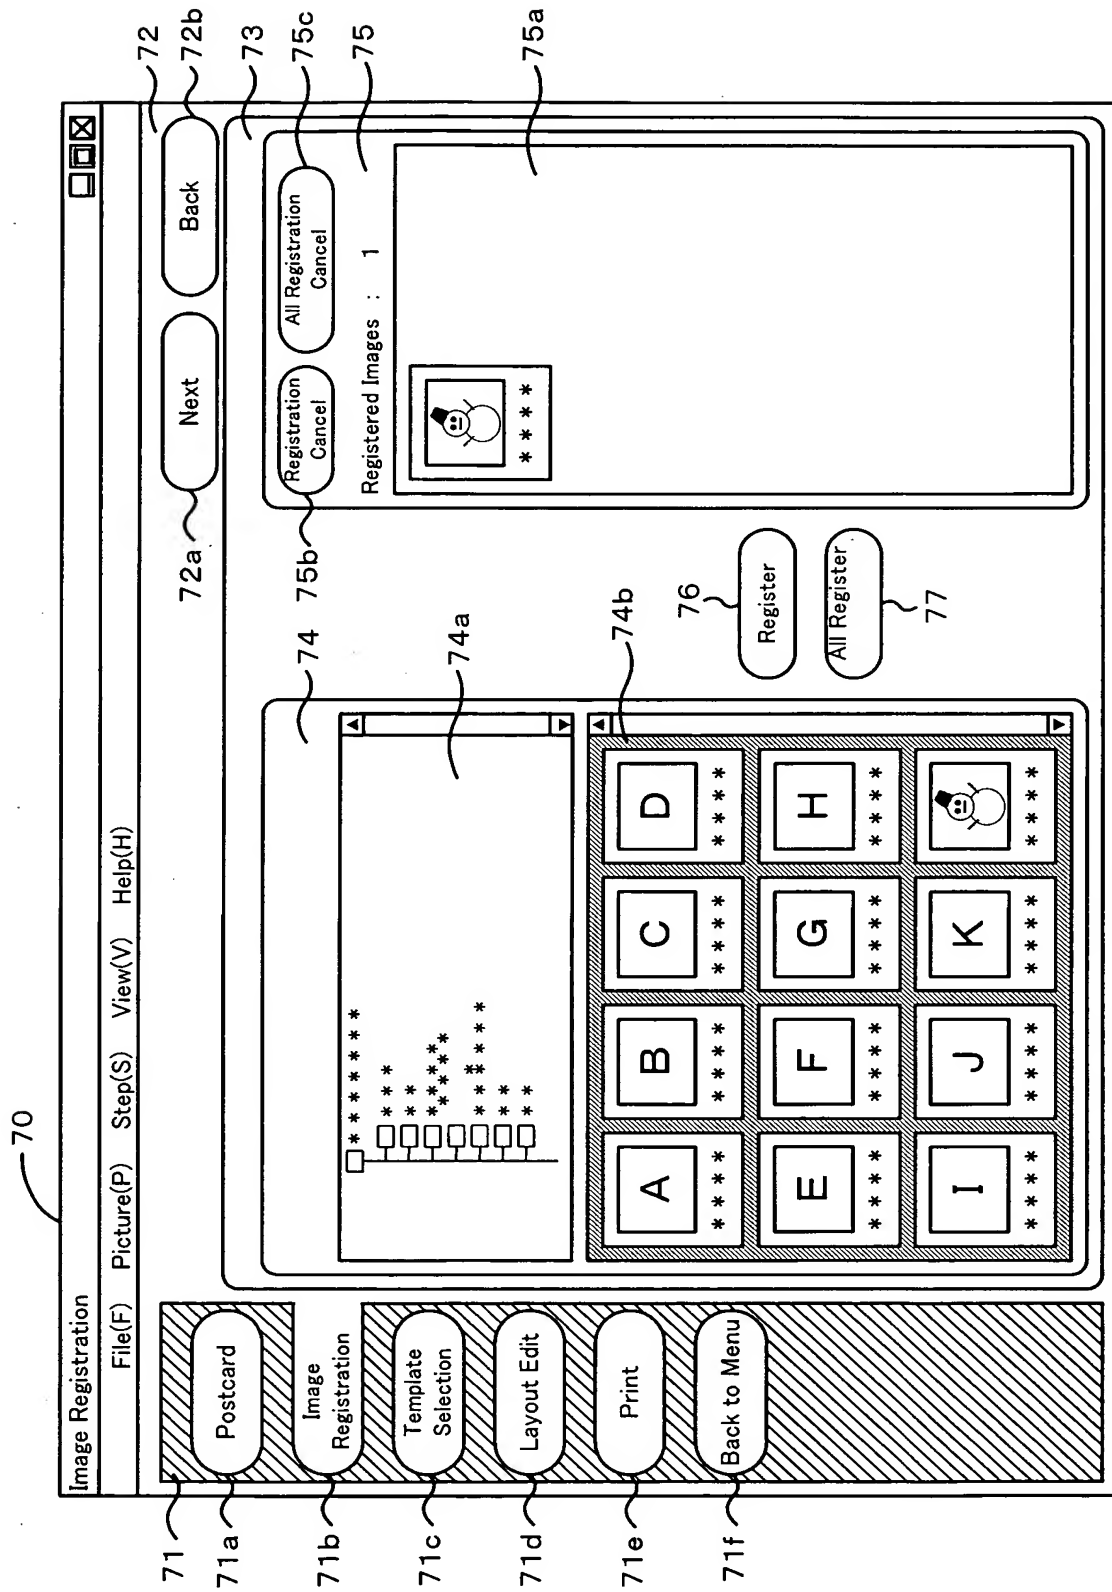 70
Image Registration
File(F) Picture(P) Step(S) View(V) Help(H)
72
72a
Next
Back
72b
73
71
71a
Postcard
71b
Image
Registration
71c
Template
Selection
71d
Layout Edit
71e
Print
71f
Back to Menu
74
74a
* * * * * * * *
* * *
* *
* * * *
* * * *
* * * * * *
* *
* *
74b
A
* * * *
B
* * * *
C
* * * *
D
* * * *
E
* * * *
F
* * * *
G
* * * *
H
* * * *
I
* * * *
J
* * * *
K
* * * *
* * * *
76
Register
All Register
77
75b
Registration
Cancel
All Registration
Cancel
75c
75
Registered Images : 1
75a
* * * *